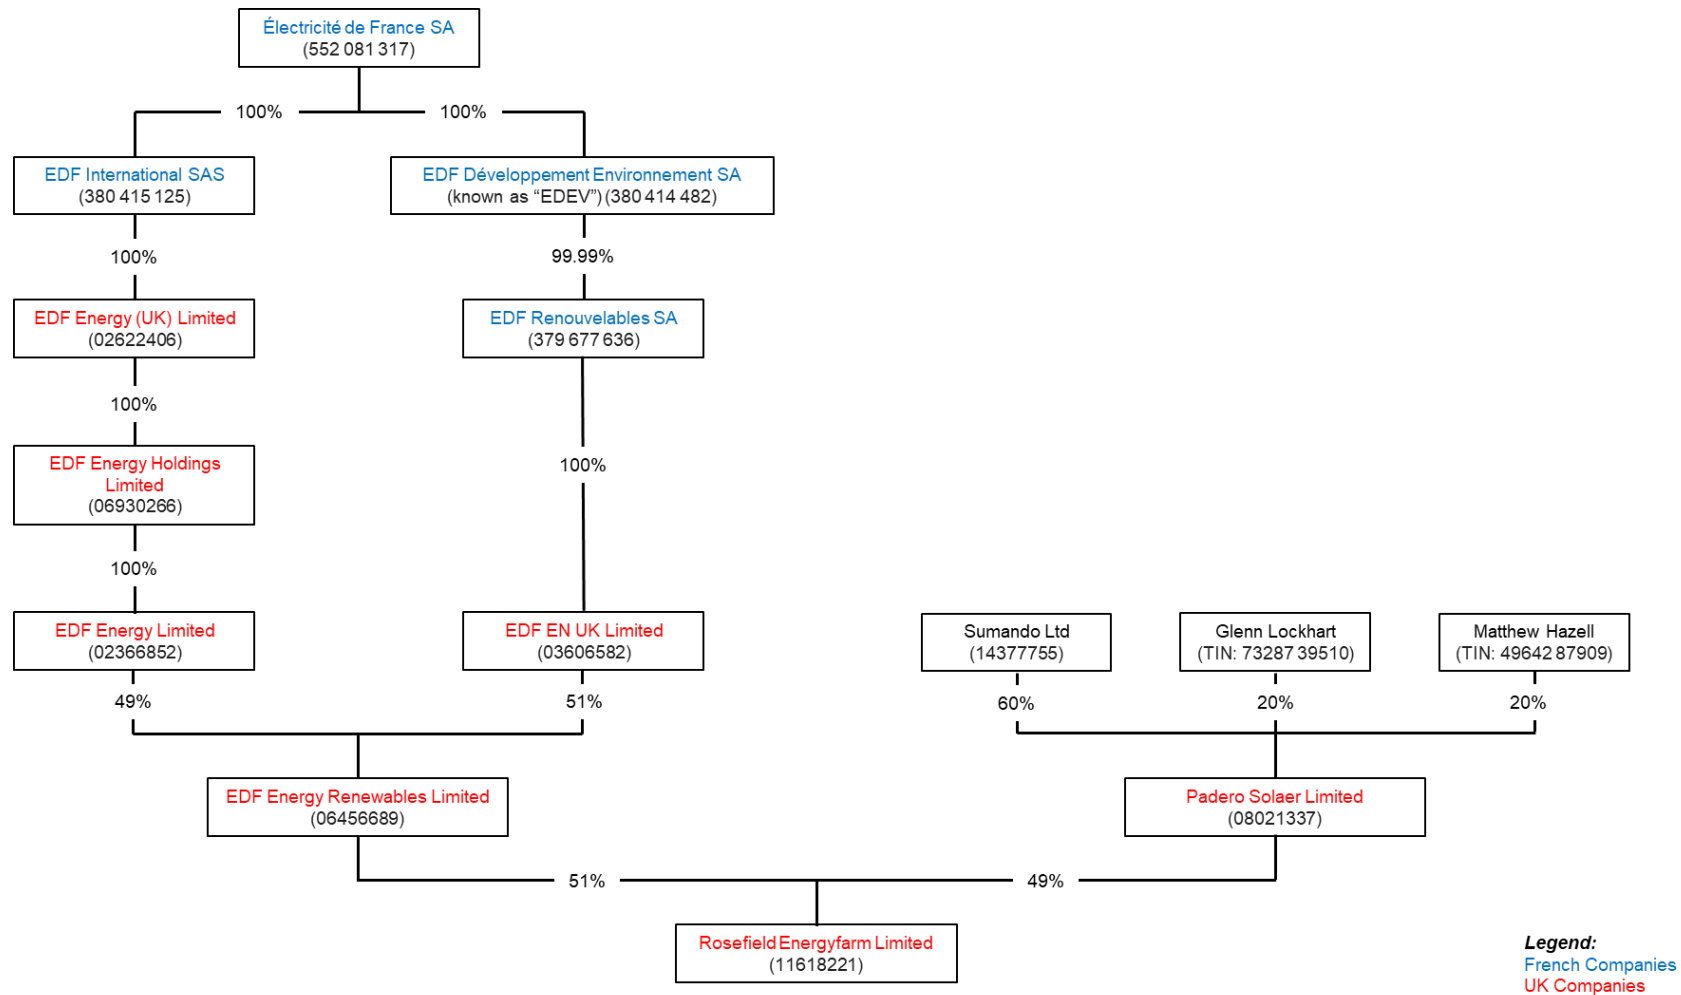 Électricité de France SA
(552 081 317)
100%
100%
EDF International SAS
(380 415 125)
EDF Développement Environnement SA
(known as “EDEV”) (380 414 482)
100%
99.99%
EDF Energy (UK) Limited
(02622406)
EDF Renouvelables SA
(379 677 636)
100%
EDF Energy Holdings
Limited
(06930266)
100%
100%
EDF Energy Limited
(02366852)
EDF EN UK Limited
(03606582)
Sumando Ltd
(14377755)
Glenn Lockhart
(TIN: 73287 39510)
Matthew Hazell
(TIN: 49642 87909)
49%
51%
60%
20%
20%
EDF Energy Renewables Limited
(06456689)
Padero Solaer Limited
(08021337)
51%
49%
Rosefield Energyfarm Limited
(11618221)
Legend:
French Companies
UK Companies